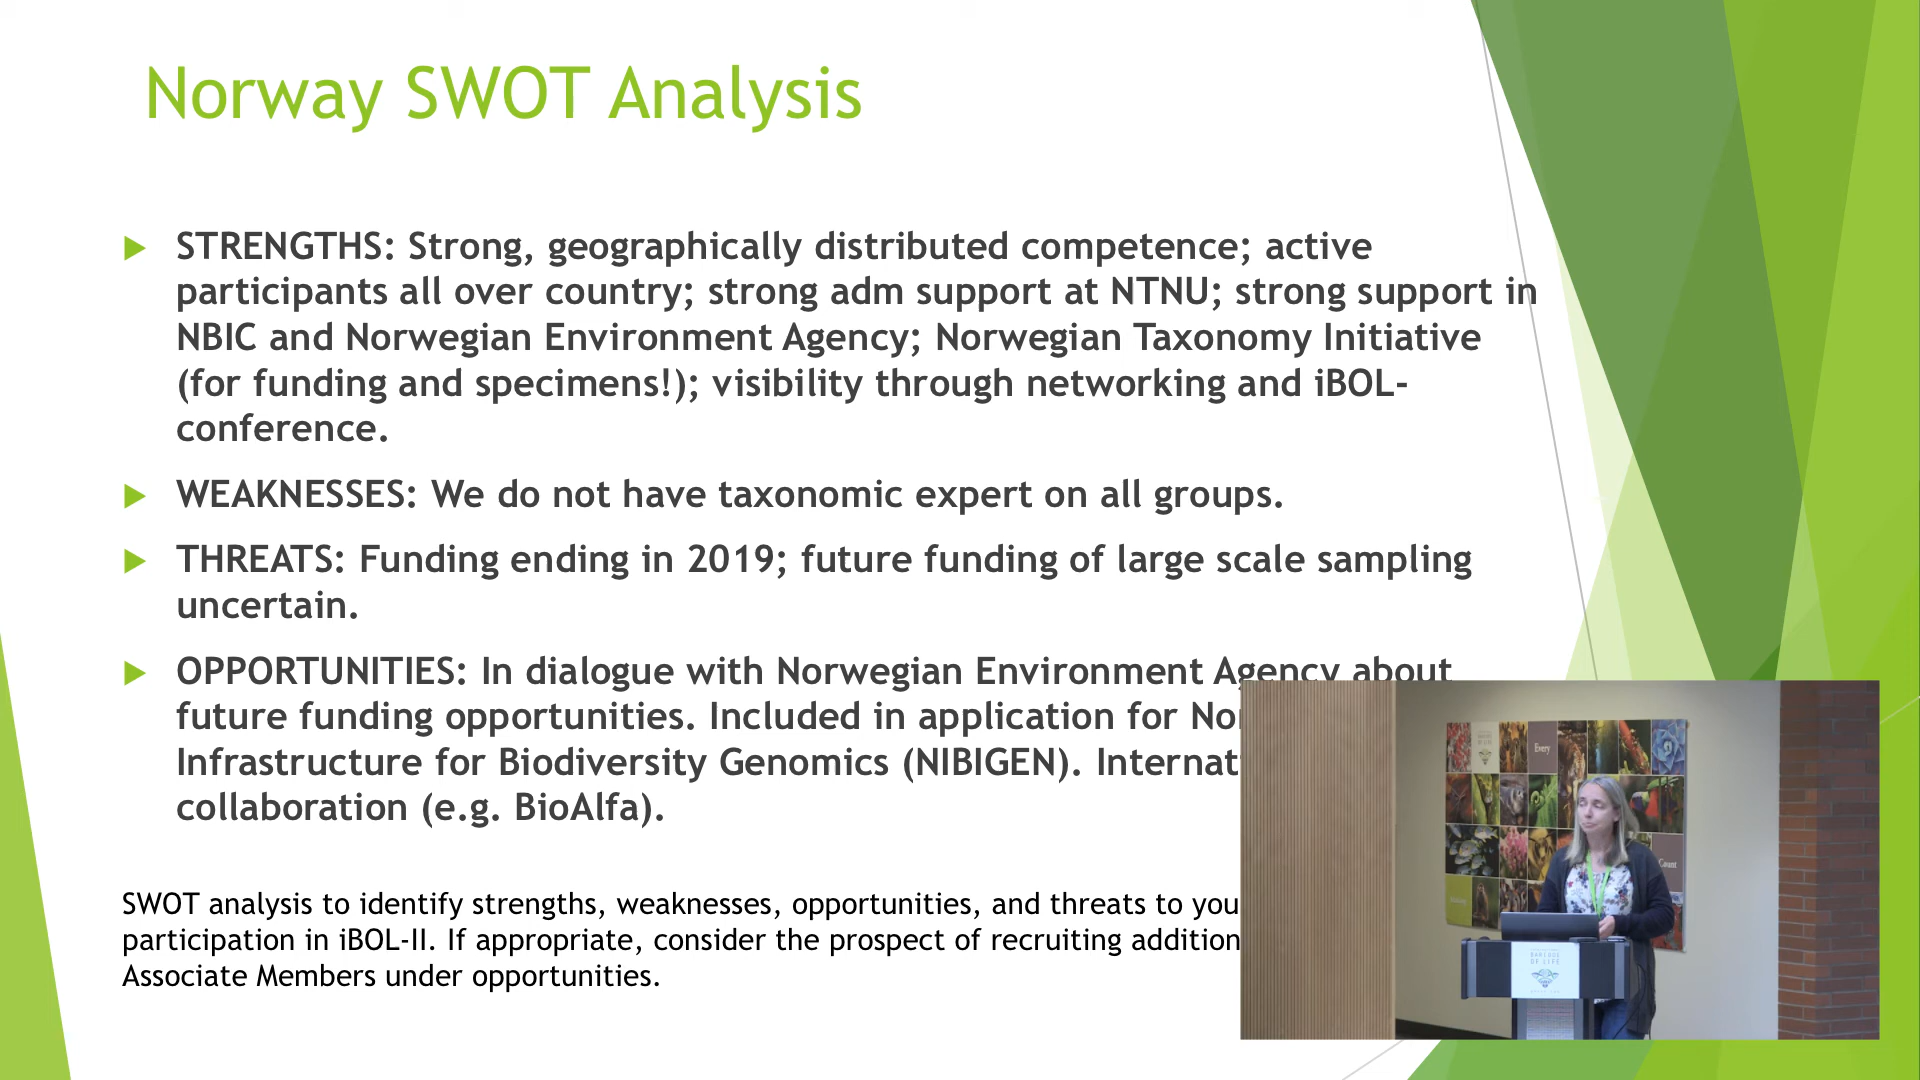 Norway SWOT Analysis
STRENGTHS: Strong, geographically distributed competence; active
participants all over country; strong adm support at NTNU; strong support in
NBIC and Norwegian Environment Agency; Norwegian Taxonomy Initiative
(for funding and specimens!); visibility through networking and iBOL-
conference.
WEAKNESSES: We do not have taxonomic expert on all groups.
THREATS: Funding ending in 2019; future funding of large scale sampling
uncertain.
OPPORTUNITIES: In dialogue with Norwegian Environment Agency about
future funding opportunities. Included in application for
Infrastructure for Biodiversity Genomics (NIBIGEN).
collaboration (e.g. BioAlfa).
SWOT analysis to identify strengths, weaknesses, opportunities, and threats to
participation in iBOL-II. If appropriate, consider the prospect of recruiting
Associate Members under opportunities.
Every
Count
BARCODE
OF LIFE